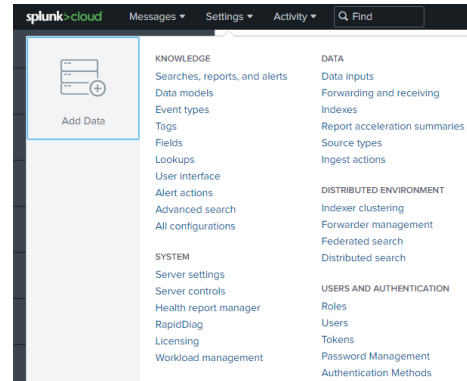 splunk>cloud Messages ▾ Settings ▾ Activity ▾ Find
Add Data
KNOWLEDGE
Searches, reports, and alerts
Data models
Event types
Tags
Fields
Lookups
User interface
Alert actions
Advanced search
All configurations
SYSTEM
Server settings
Server controls
Health report manager
RapidDiag
Licensing
Workload management
DATA
Data inputs
Forwarding and receiving
Indexes
Report acceleration summaries
Source types
Ingest actions
DISTRIBUTED ENVIRONMENT
Indexer clustering
Forwarder management
Federated search
Distributed search
USERS AND AUTHENTICATION
Roles
Users
Tokens
Password Management
Authentication Methods